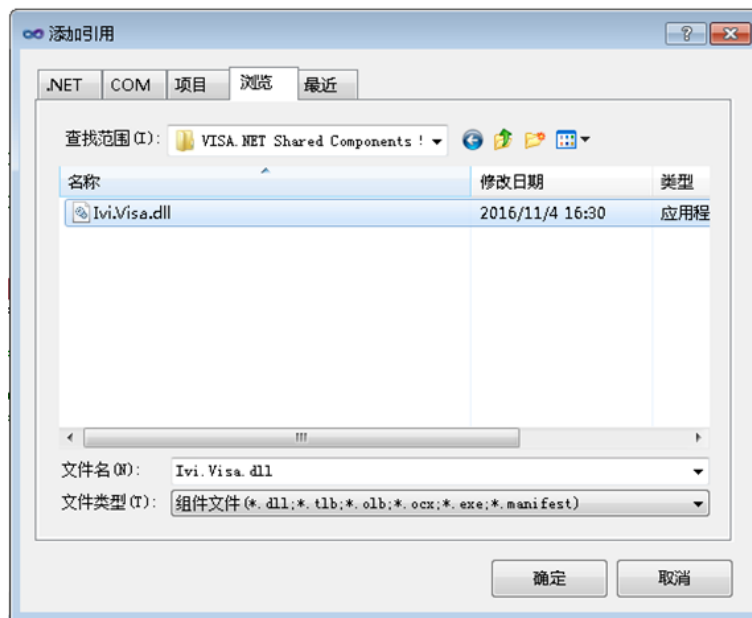 添加引用
.NET COM 项目 浏览 最近
查找范围(I): VISA.NET Shared Components !
名称 修改日期 类型
Ivi.Visa.dll 2016/11/4 16:30 应用程
文件名(N): Ivi.Visa.dll
文件类型(T): 组件文件(*.dll;*.tlb;*.olb;*.ocx;*.exe;*.manifest)
确定 取消